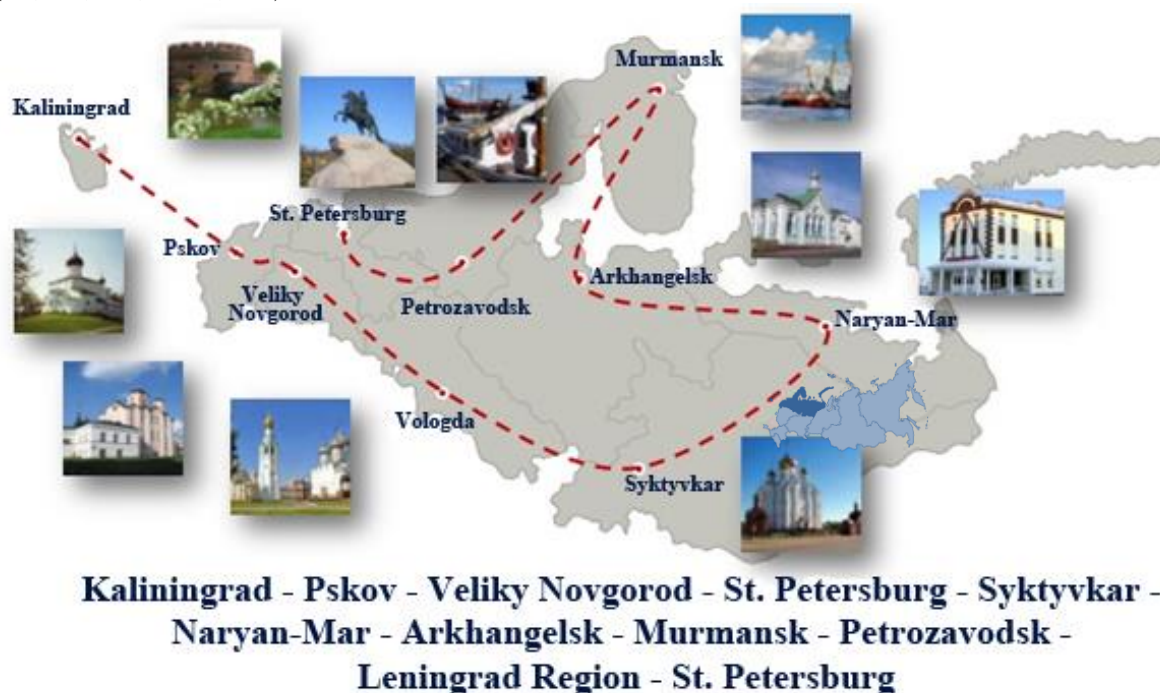 Murmansk
Kaliningrad
St. Petersburg
Pskov
Veliky
Novgorod
Petrozavodsk
Arkhangelsk
Naryan-Mar
Vologda
Syktyvkar
Kaliningrad - Pskov - Veliky Novgorod - St. Petersburg - Syktyvkar -
Naryan-Mar - Arkhangelsk - Murmansk - Petrozavodsk -
Leningrad Region - St. Petersburg